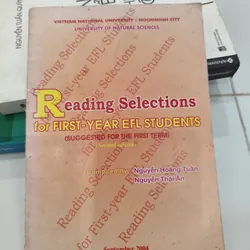 VIETNAM NATIONAL UNIVERSITY - HOCHIMINH CITY
UNIVERSITY OF NATURAL SCIENCES
Reading Selections
for FIRST-YEAR EFL STUDENTS
(SUGGESTED FOR THE FIRST TERM)
Nguyễn Hoàng Tuấn
Nguyễn Thái Ân
September 2004